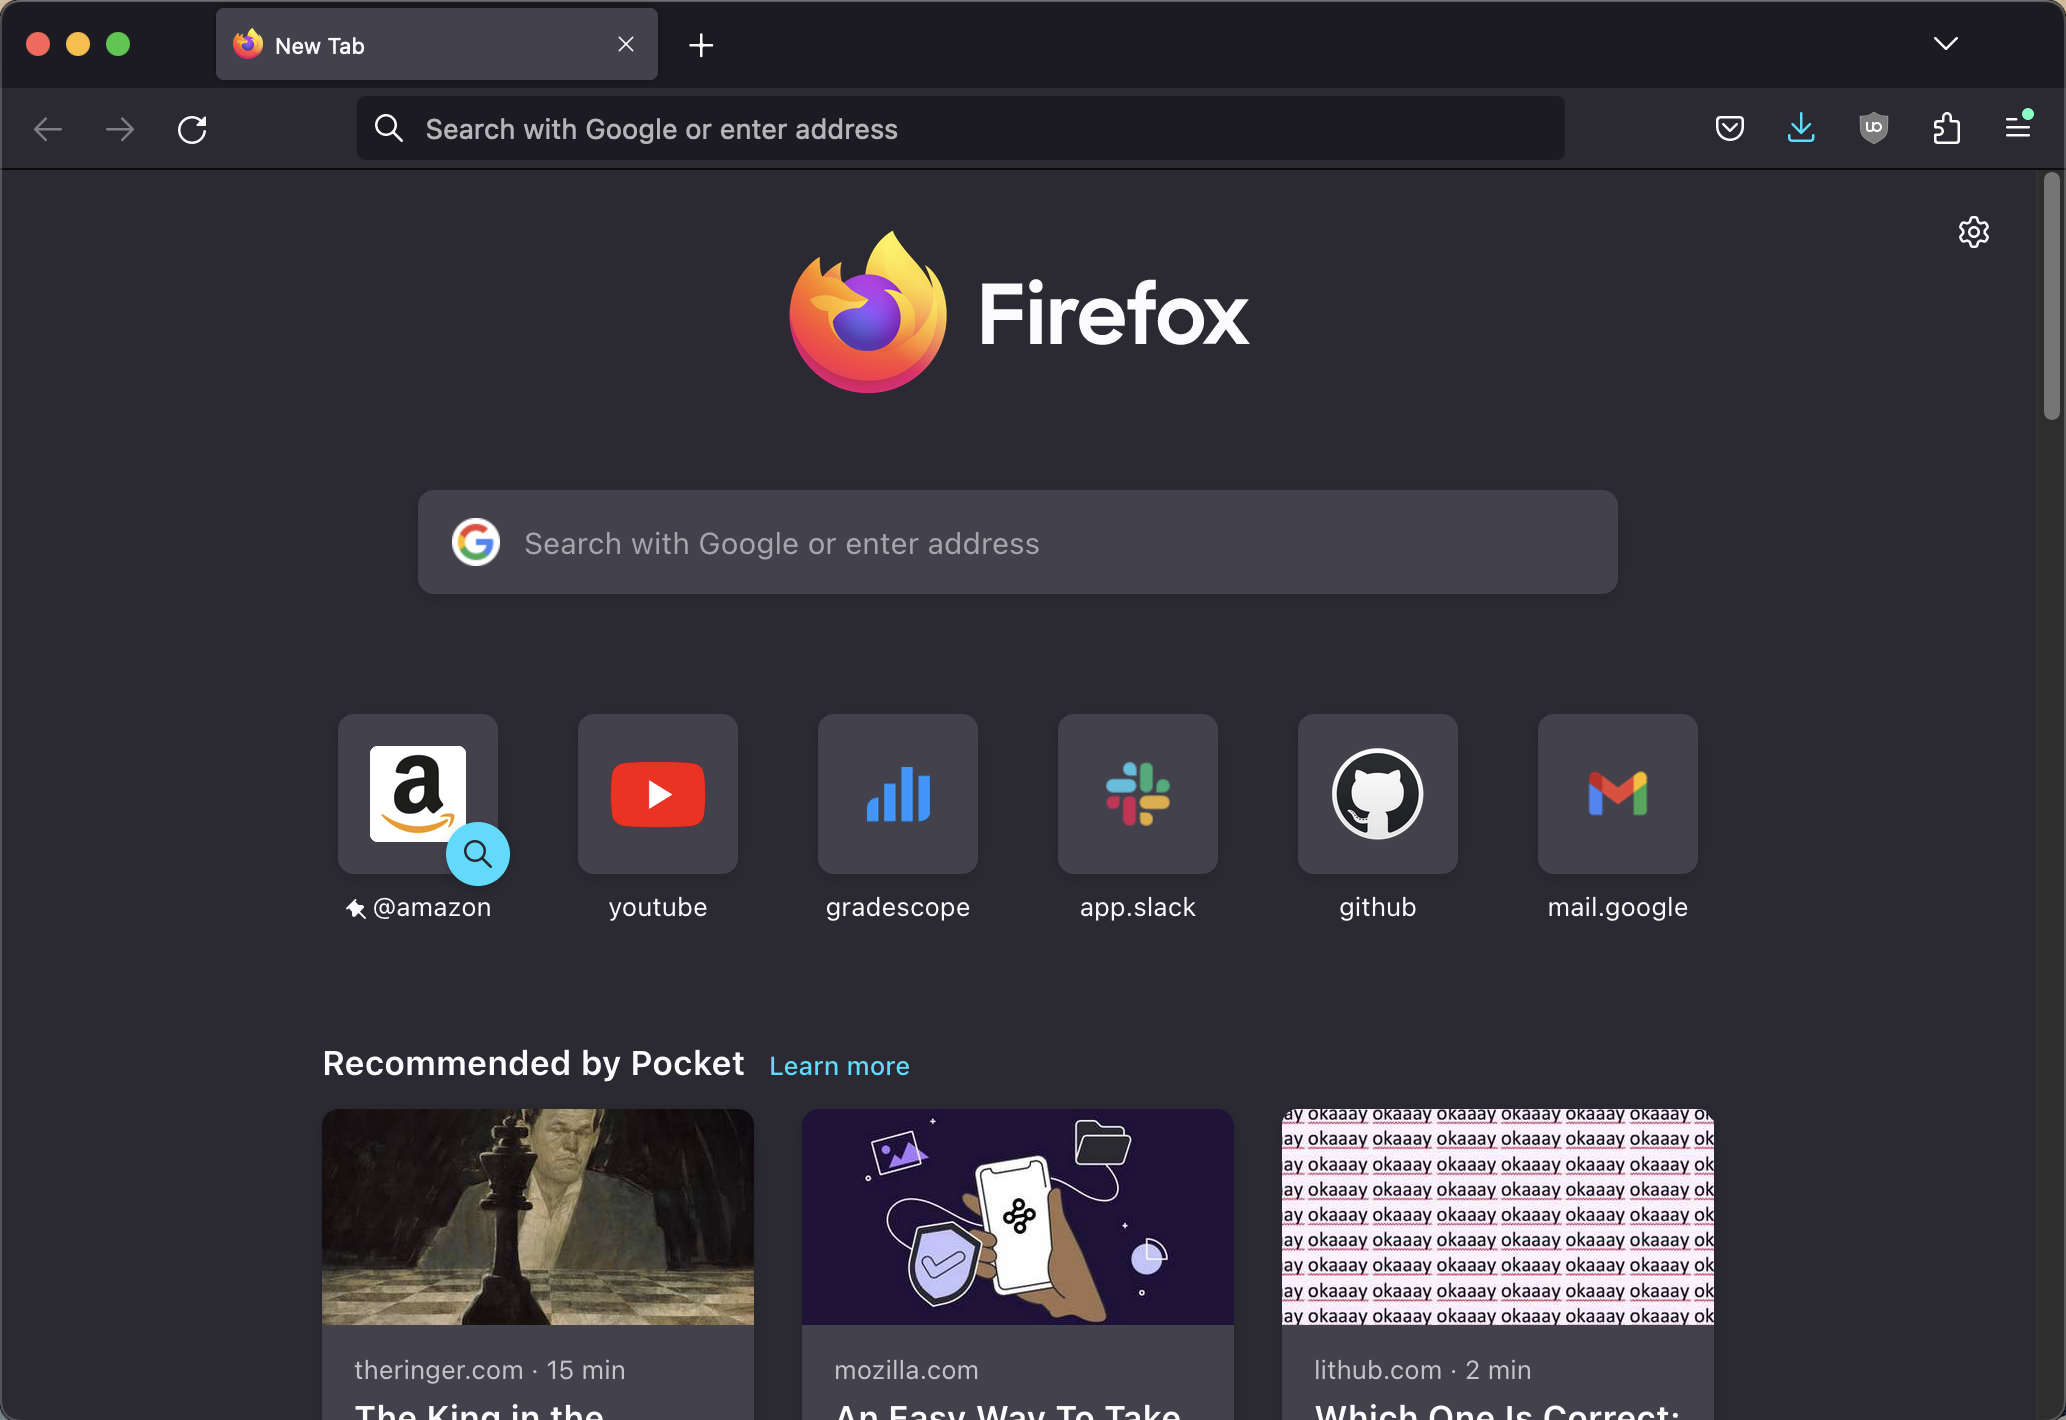 New Tab
Search with Google or enter address
Firefox
Search with Google or enter address
@amazon
youtube
gradescope
app.slack
github
mail.google
Recommended by Pocket Learn more
ay okaaay okaaay okaaay okaaay okaaay okaaay ok
ay okaaay okaaay okaaay okaaay okaaay okaaay ok
ay okaaay okaaay okaaay okaaay okaaay okaaay ok
ay okaaay okaaay okaaay okaaay okaaay okaaay ok
ay okaaay okaaay okaaay okaaay okaaay okaaay ok
ay okaaay okaaay okaaay okaaay okaaay okaaay ok
ay okaaay okaaay okaaay okaaay okaaay okaaay ok
ay okaaay okaaay okaaay okaaay okaaay okaaay ok
ay okaaay okaaay okaaay okaaay okaaay okaaay ok
theringer.com · 15 min
The King in the
mozilla.com
An Easy Way To Take
lithub.com · 2 min
Which One Is Correct: